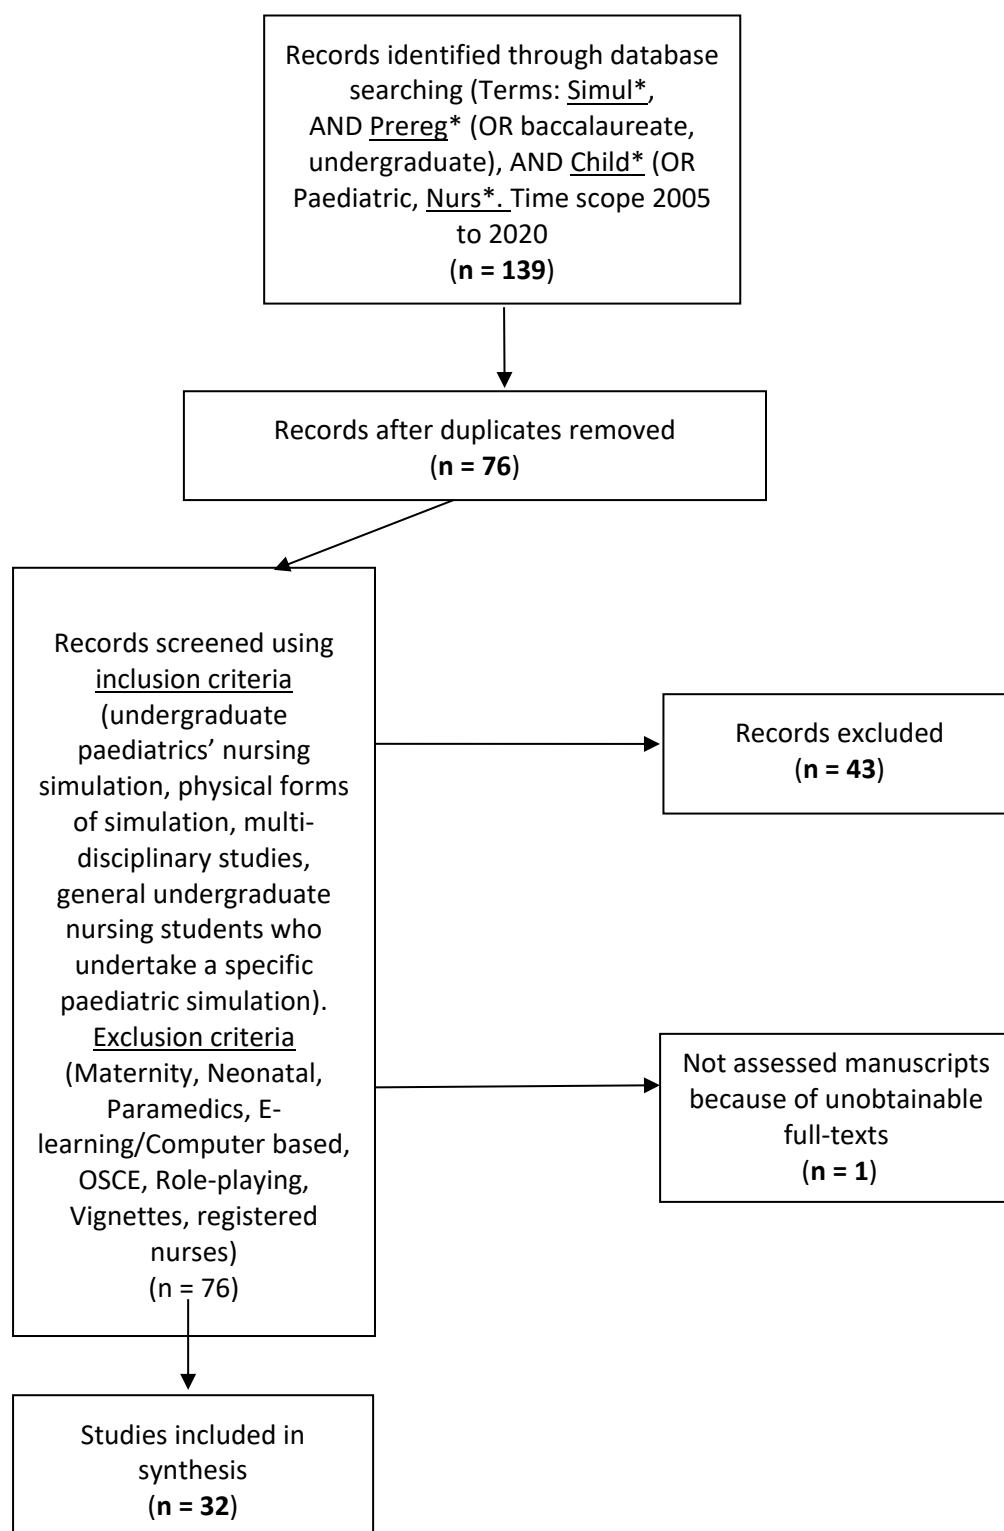 Records identified through database
searching (Terms: Simul*,
AND Prereg* (OR baccalaureate,
undergraduate), AND Child* (OR
Paediatric, Nurs*. Time scope 2005
to 2020
(n = 139)
Records after duplicates removed
(n = 76)
Records screened using
inclusion criteria
(undergraduate
paediatrics’ nursing
simulation, physical forms
of simulation, multi-
disciplinary studies,
general undergraduate
nursing students who
undertake a specific
paediatric simulation).
Exclusion criteria
(Maternity, Neonatal,
Paramedics, E-
learning/Computer based,
OSCE, Role-playing,
Vignettes, registered
nurses)
(n = 76)
Records excluded
(n = 43)
Not assessed manuscripts
because of unobtainable
full-texts
(n = 1)
Studies included in
synthesis
(n = 32)